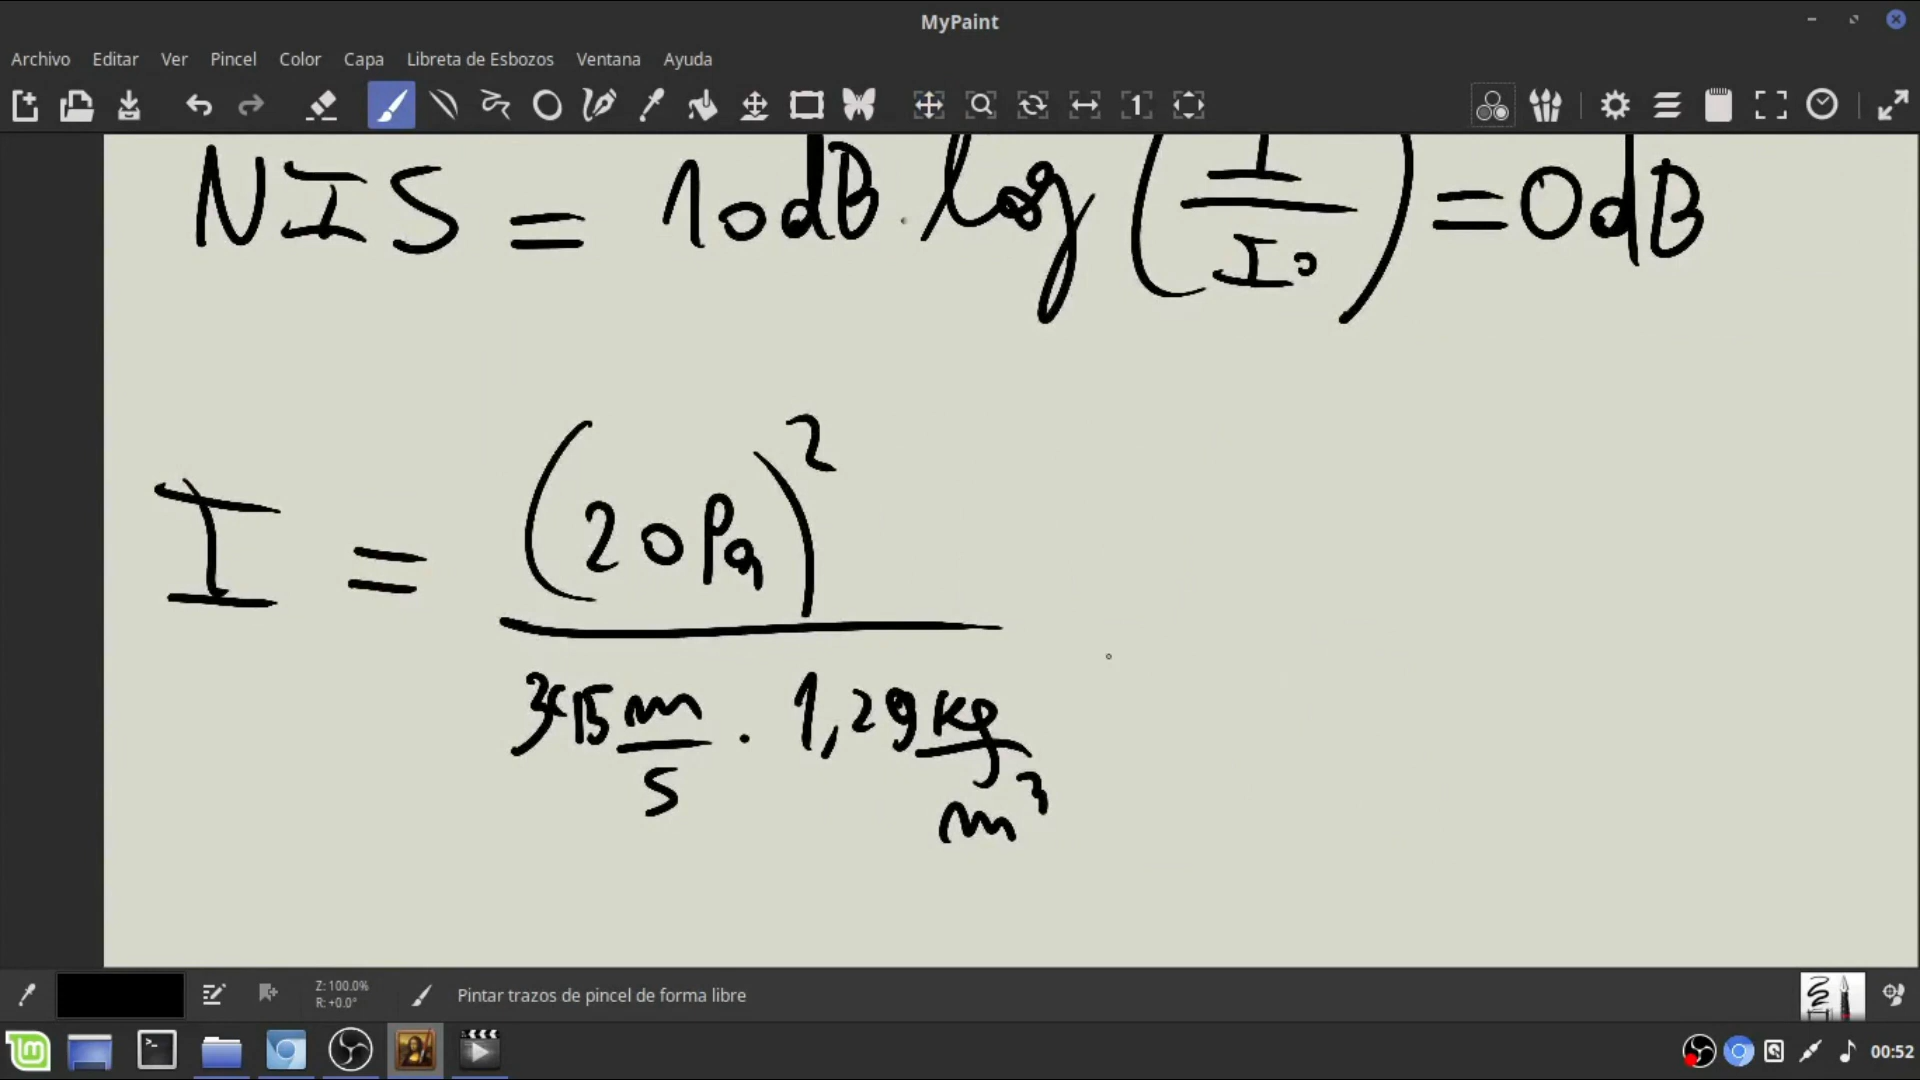 MyPaint
Archivo Editar Ver Pincel Color Capa Libreta de Esbozos Ventana Ayuda
NIS = 10dB . log (I / I0) = 0dB
I = (20Pa)²
345 m/s . 1,29 kg/m³
Z: 100.0%
R: +0.0°
Pintar trazos de pincel de forma libre
00:52